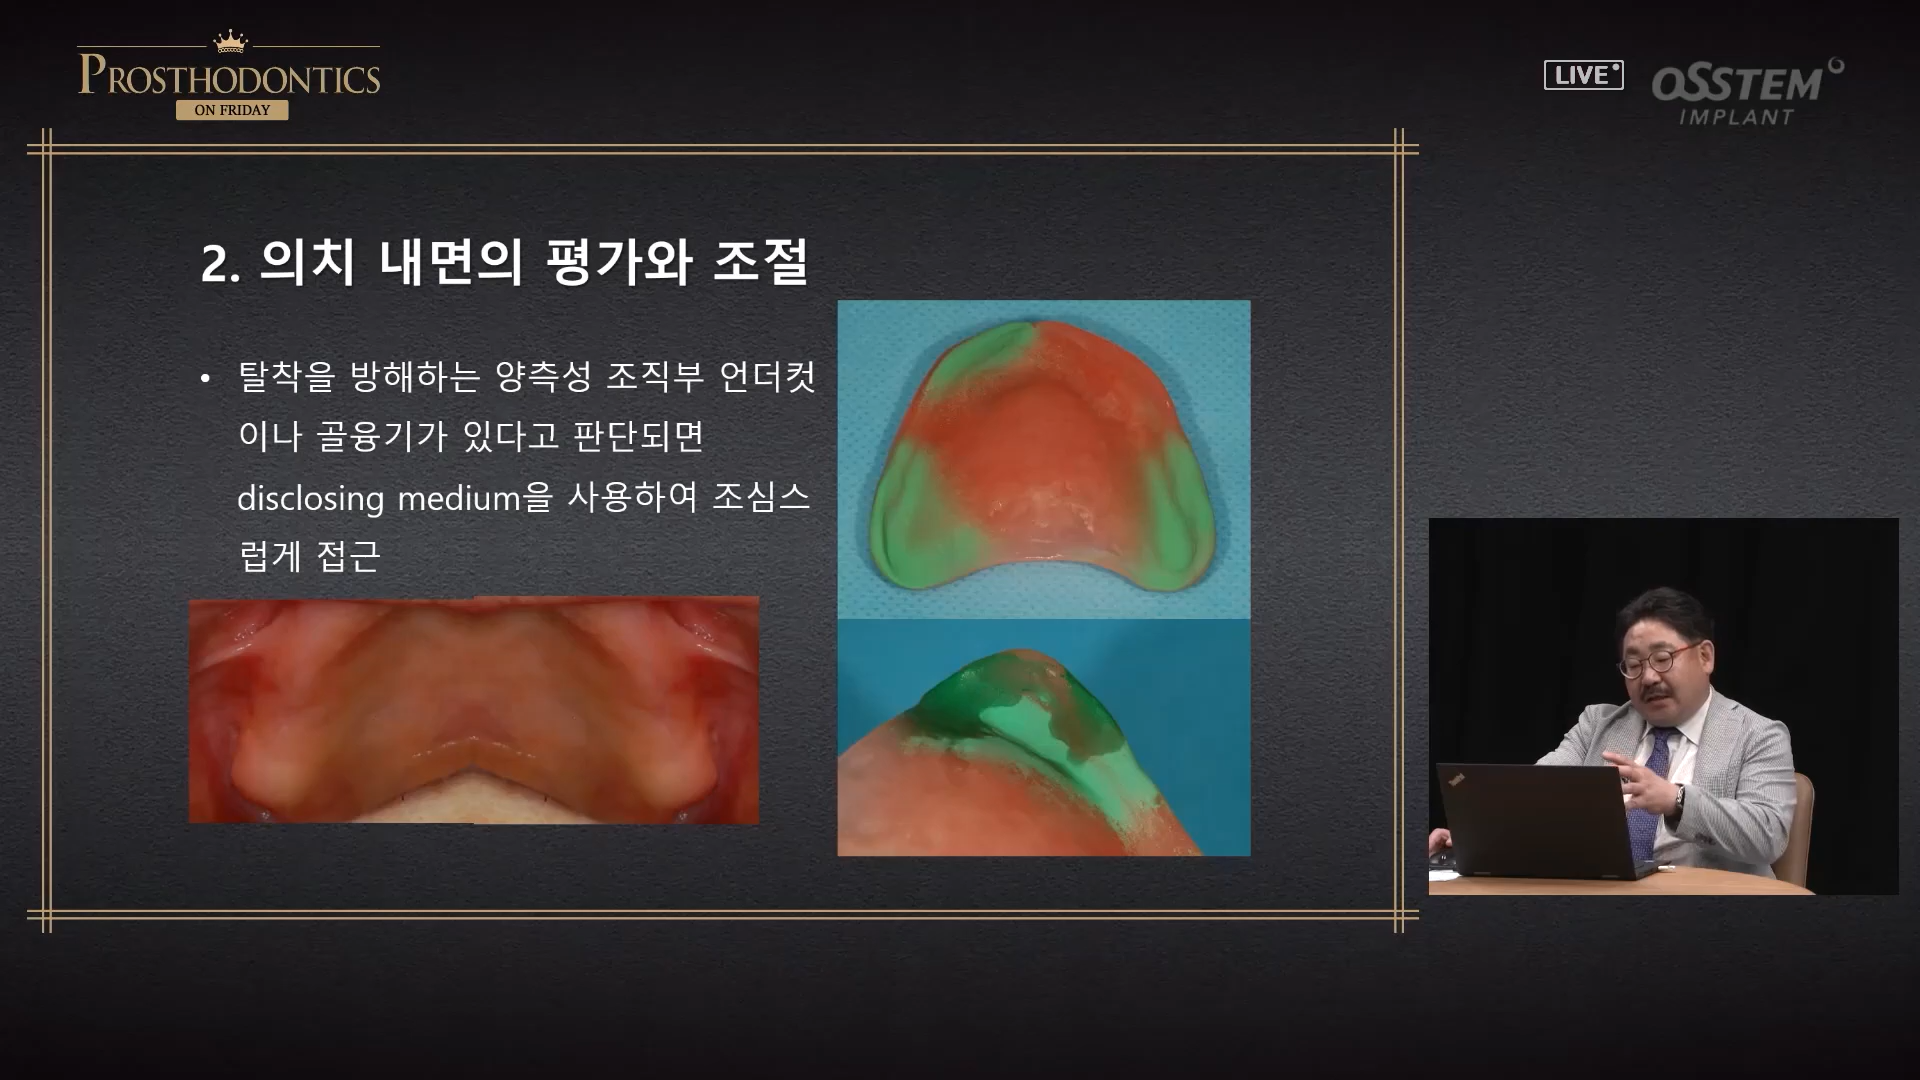 PROSTHODONTICS
ON FRIDAY
LIVE
OSSTEM
IMPLANT
2. 의치 내면의 평가와 조절
• 탈착을 방해하는 양측성 조직부 언더컷
이나 골융기가 있다고 판단되면
disclosing medium을 사용하여 조심스
럽게 접근
ThinkPad